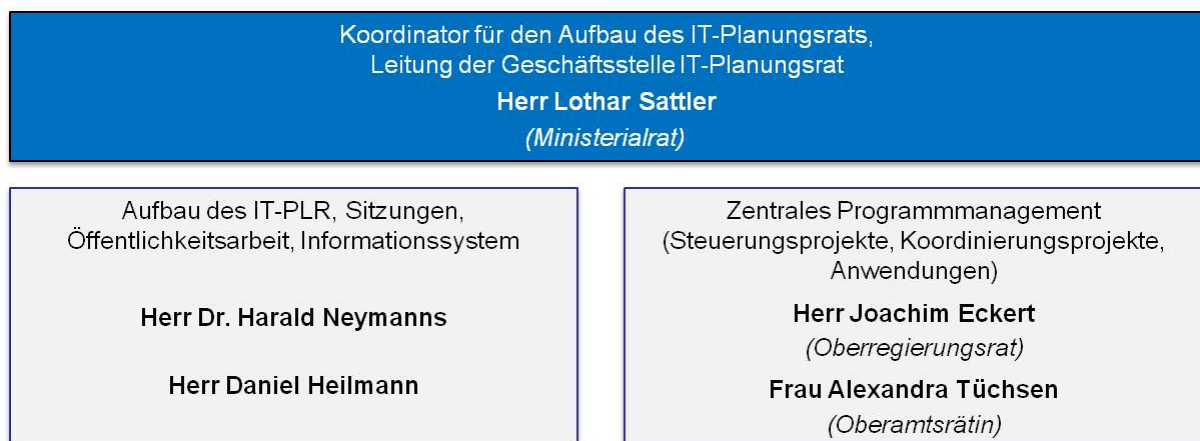 Koordinator für den Aufbau des IT-Planungsrats,
Leitung der Geschäftsstelle IT-Planungsrat
Herr Lothar Sattler
(Ministerialrat)
Aufbau des IT-PLR, Sitzungen,
Öffentlichkeitsarbeit, Informationssystem
Herr Dr. Harald Neymanns
Herr Daniel Heilmann
Zentrales Programmmanagement
(Steuerungsprojekte, Koordinierungsprojekte,
Anwendungen)
Herr Joachim Eckert
(Oberregierungsrat)
Frau Alexandra Tüchsen
(Oberamtsrätin)